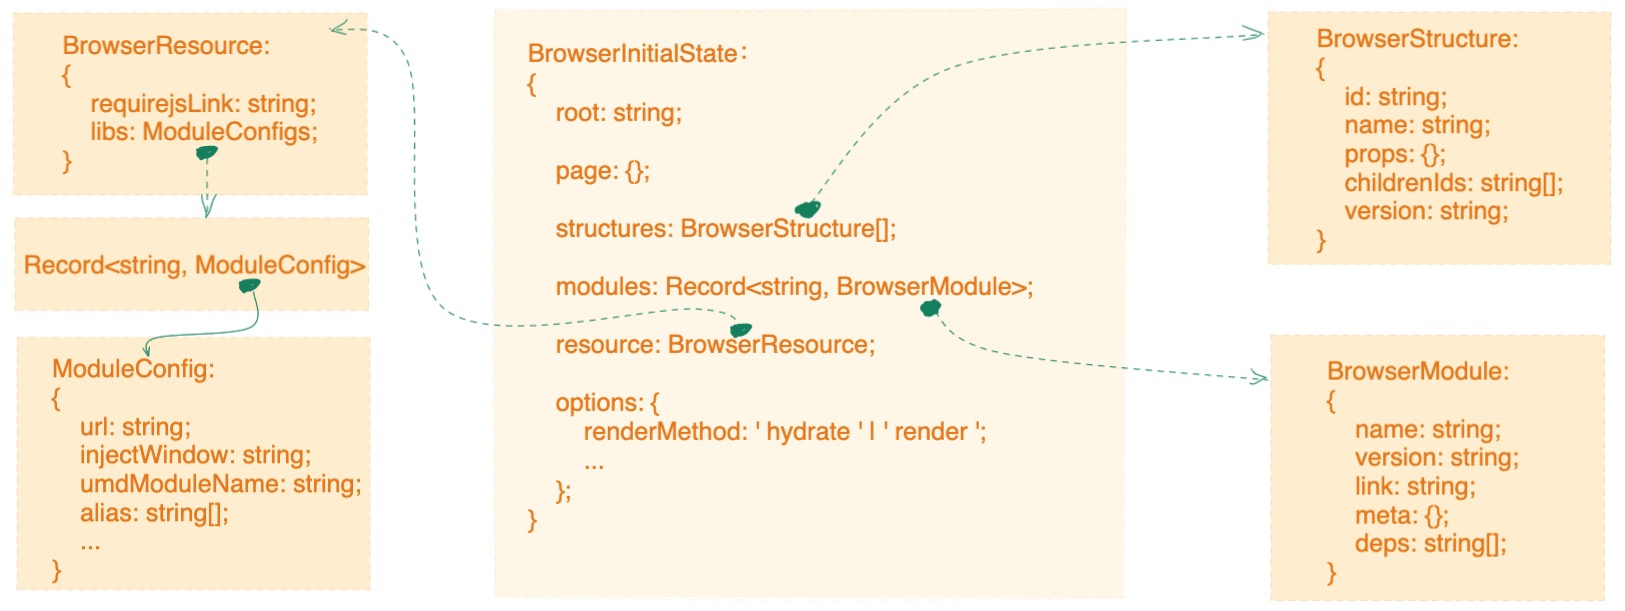 BrowserResource:
{
requirejsLink: string;
libs: ModuleConfigs;
}
Record<string, ModuleConfig>
ModuleConfig:
{
url: string;
injectWindow: string;
umdModuleName: string;
alias: string[];
...
}
BrowserInitialState：
{
root: string;
page: {};
structures: BrowserStructure[];
modules: Record<string, BrowserModule>;
resource: BrowserResource;
options: {
renderMethod: ' hydrate ' l ' render ';
...
};
}
BrowserStructure:
{
id: string;
name: string;
props: {};
childrenIds: string[];
version: string;
}
BrowserModule:
{
name: string;
version: string;
link: string;
meta: {};
deps: string[];
}